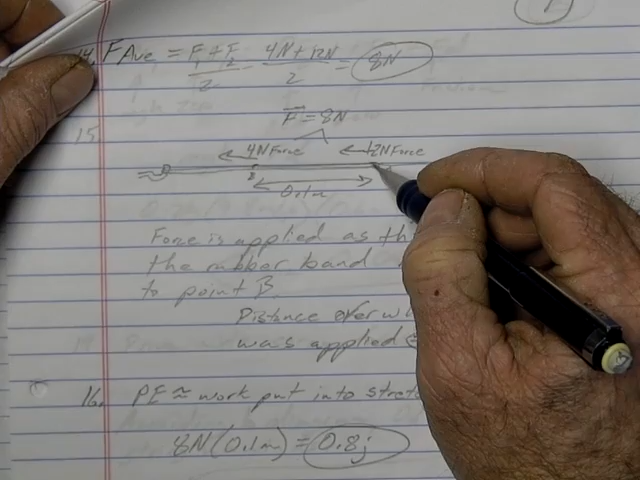 14. F Ave = F1 + F2 / 2 = 4N + 12N / 2 = 8N
F = 8N
15
4N Force 12N Force
B
0.1m
Force is applied as th
the rubber band
to point B.
Distance over w
was applied
16. PE ≈ work put into stret
8N (0.1m) = 0.8j